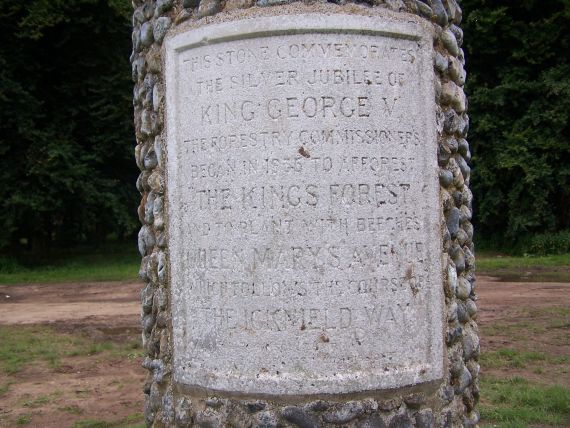 THIS STONE COMMEMORATES
THE SILVER JUBILEE OF
KING GEORGE V
THE FORESTRY COMMISSIONERS
BEGAN IN 1935 TO AFFOREST
THE KINGS FOREST
AND TO PLANT WITH BEECHES
QUEEN MARY'S AVENUE
WHICH FOLLOWS THE COURSE OF
THE ICKNIELD WAY